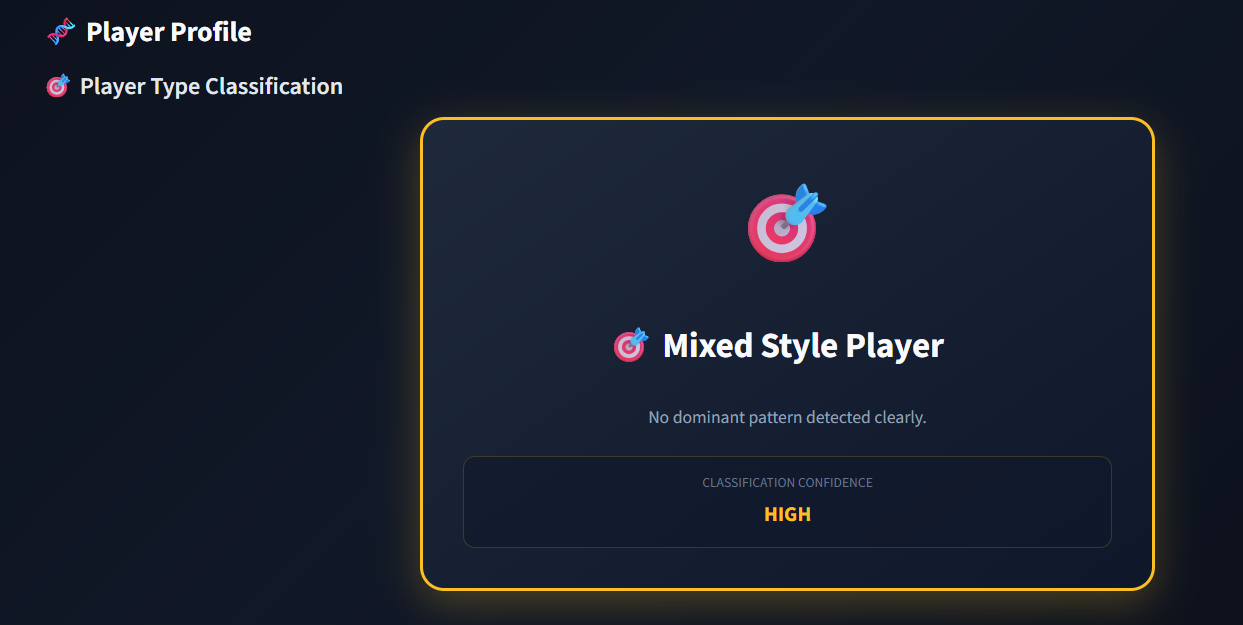 Player Profile
Player Type Classification
Mixed Style Player
No dominant pattern detected clearly.
CLASSIFICATION CONFIDENCE
HIGH